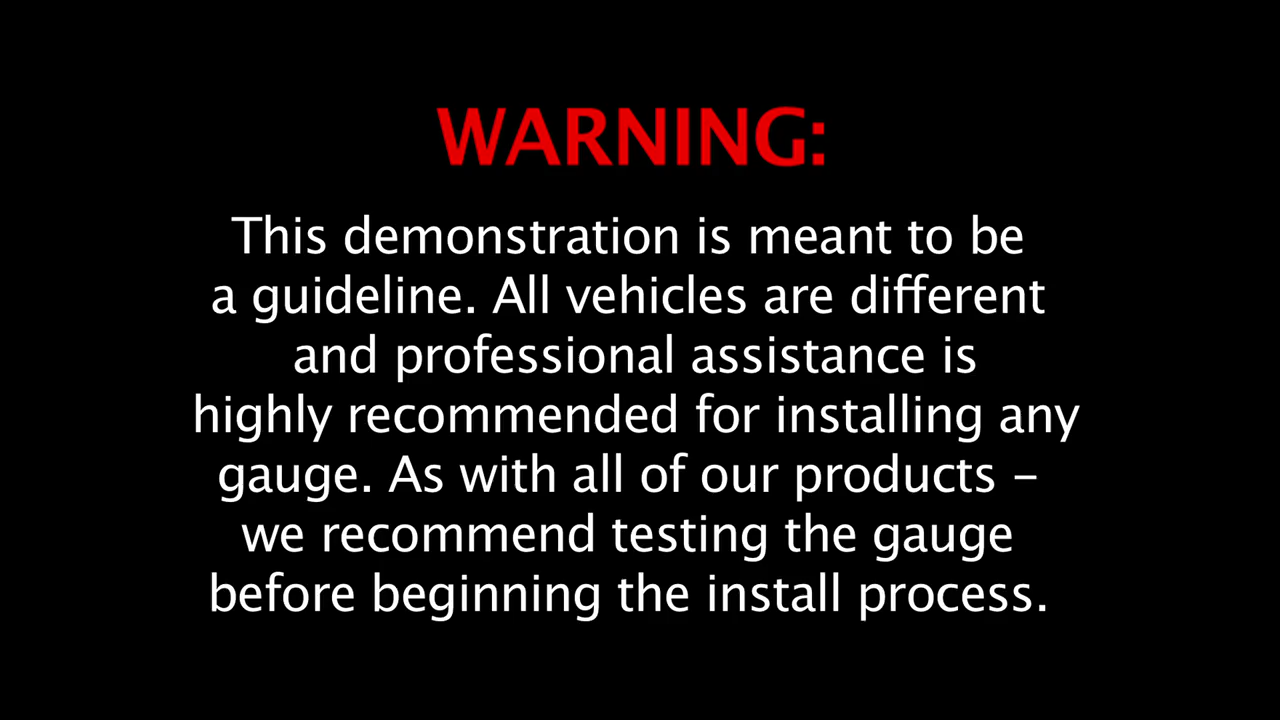 WARNING:
This demonstration is meant to be
a guideline. All vehicles are different
and professional assistance is
highly recommended for installing any
gauge. As with all of our products –
we recommend testing the gauge
before beginning the install process.